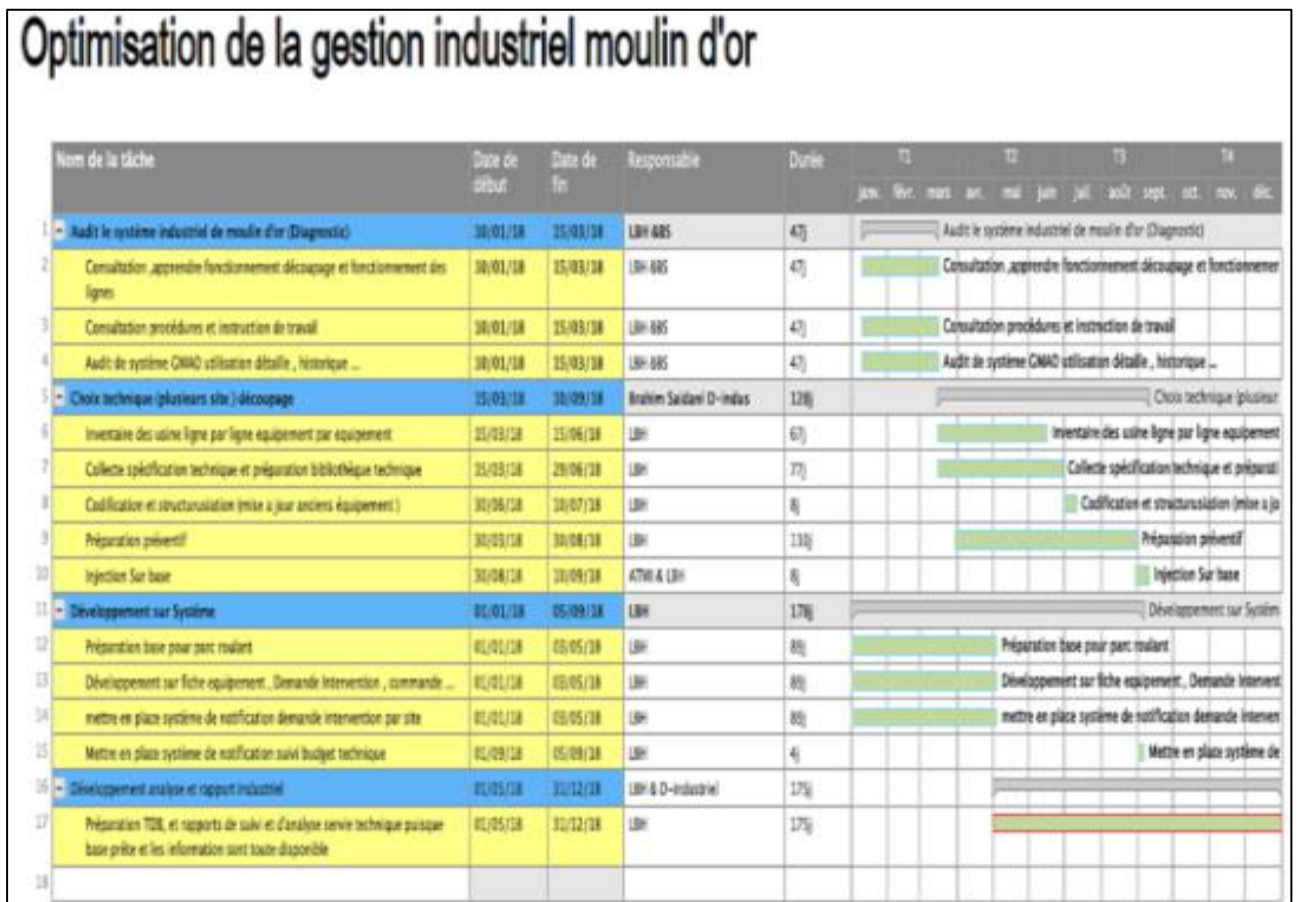 Optimisation de la gestion industriel moulin d'or
Nom de la tâche Date de début Date de fin Responsable Durée T1 T2 T3 T4
janv. févr. mars avr. mai juin juil. août sept. oct. nov. déc.
1 Audit le système industriel de moulin d'or (Diagnostic) 10/01/18 15/03/18 47j Audit le système industriel de moulin d'or (Diagnostic)
2 Consultation ,apprendre fonctionnement découpage et fonctionnement des 10/01/18 15/03/18 47j Consultation ,apprendre fonctionnement découpage et fonctionnemer
lignes
3 Consultation procédures et instruction de travail 10/01/18 15/03/18 47j Consultation procédures et instruction de travail
4 Audit de système GMAO utilisation détaille , historique ... 10/01/18 15/03/18 47j Audit de système GMAO utilisation détaille , historique ...
5 Choix technique (plusieurs site ) découpage 15/03/18 10/09/18 Brahim Saidani D-indus 128j Choix technique (plusieur
6 Inventaire des usine ligne par ligne equipement par equipement 15/03/18 15/06/18 LBH 67j Inventaire des usine ligne par ligne equipement
7 Collecte spécification technique et préparation bibliothèque technique 15/03/18 29/06/18 LBH 77j Collecte spécification technique et préparati
8 Codification et structurusiation (mise a jour anciens équipement ) 30/06/18 10/07/18 LBH 8j Codification et structurusiation (mise a jo
9 Préparation préventif 30/03/18 30/08/18 LBH 110j Préparation préventif
10 Injection Sur base 30/08/18 10/09/18 ATMI & LBH 8j Injection Sur base
11 Développement sur Système 01/01/18 05/09/18 LBH 178j Développement sur Systèm
12 Préparation base pour parc roulant 01/01/18 03/05/18 LBH 89j Préparation base pour parc roulant
13 Développement sur fiche equipement , Demande Intervention , commande ... 01/01/18 03/05/18 LBH 89j Développement sur fiche equipement , Demande Intervent
14 mettre en place système de notification demande intervention par site 01/01/18 03/05/18 LBH 89j mettre en place système de notification demande interven
15 Mettre en place système de notification suivi budget technique 01/09/18 05/09/18 LBH 4j Mettre en place système de
16 Développement analyse et rapport industriel 01/05/18 31/12/18 LBH & D-industriel 175j
17 Préparation TDB, et rapports de suivi et d'analyse servie technique puisque 01/05/18 31/12/18 LBH 175j
base prête et les information sont toute disponible
18